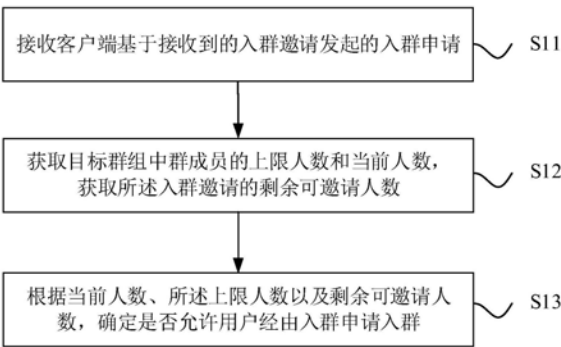 接收客户端基于接收到的入群邀请发起的入群申请
S11
获取目标群组中群成员的上限人数和当前人数，
获取所述入群邀请的剩余可邀请人数
S12
根据当前人数、所述上限人数以及剩余可邀请人
数，确定是否允许用户经由入群申请入群
S13